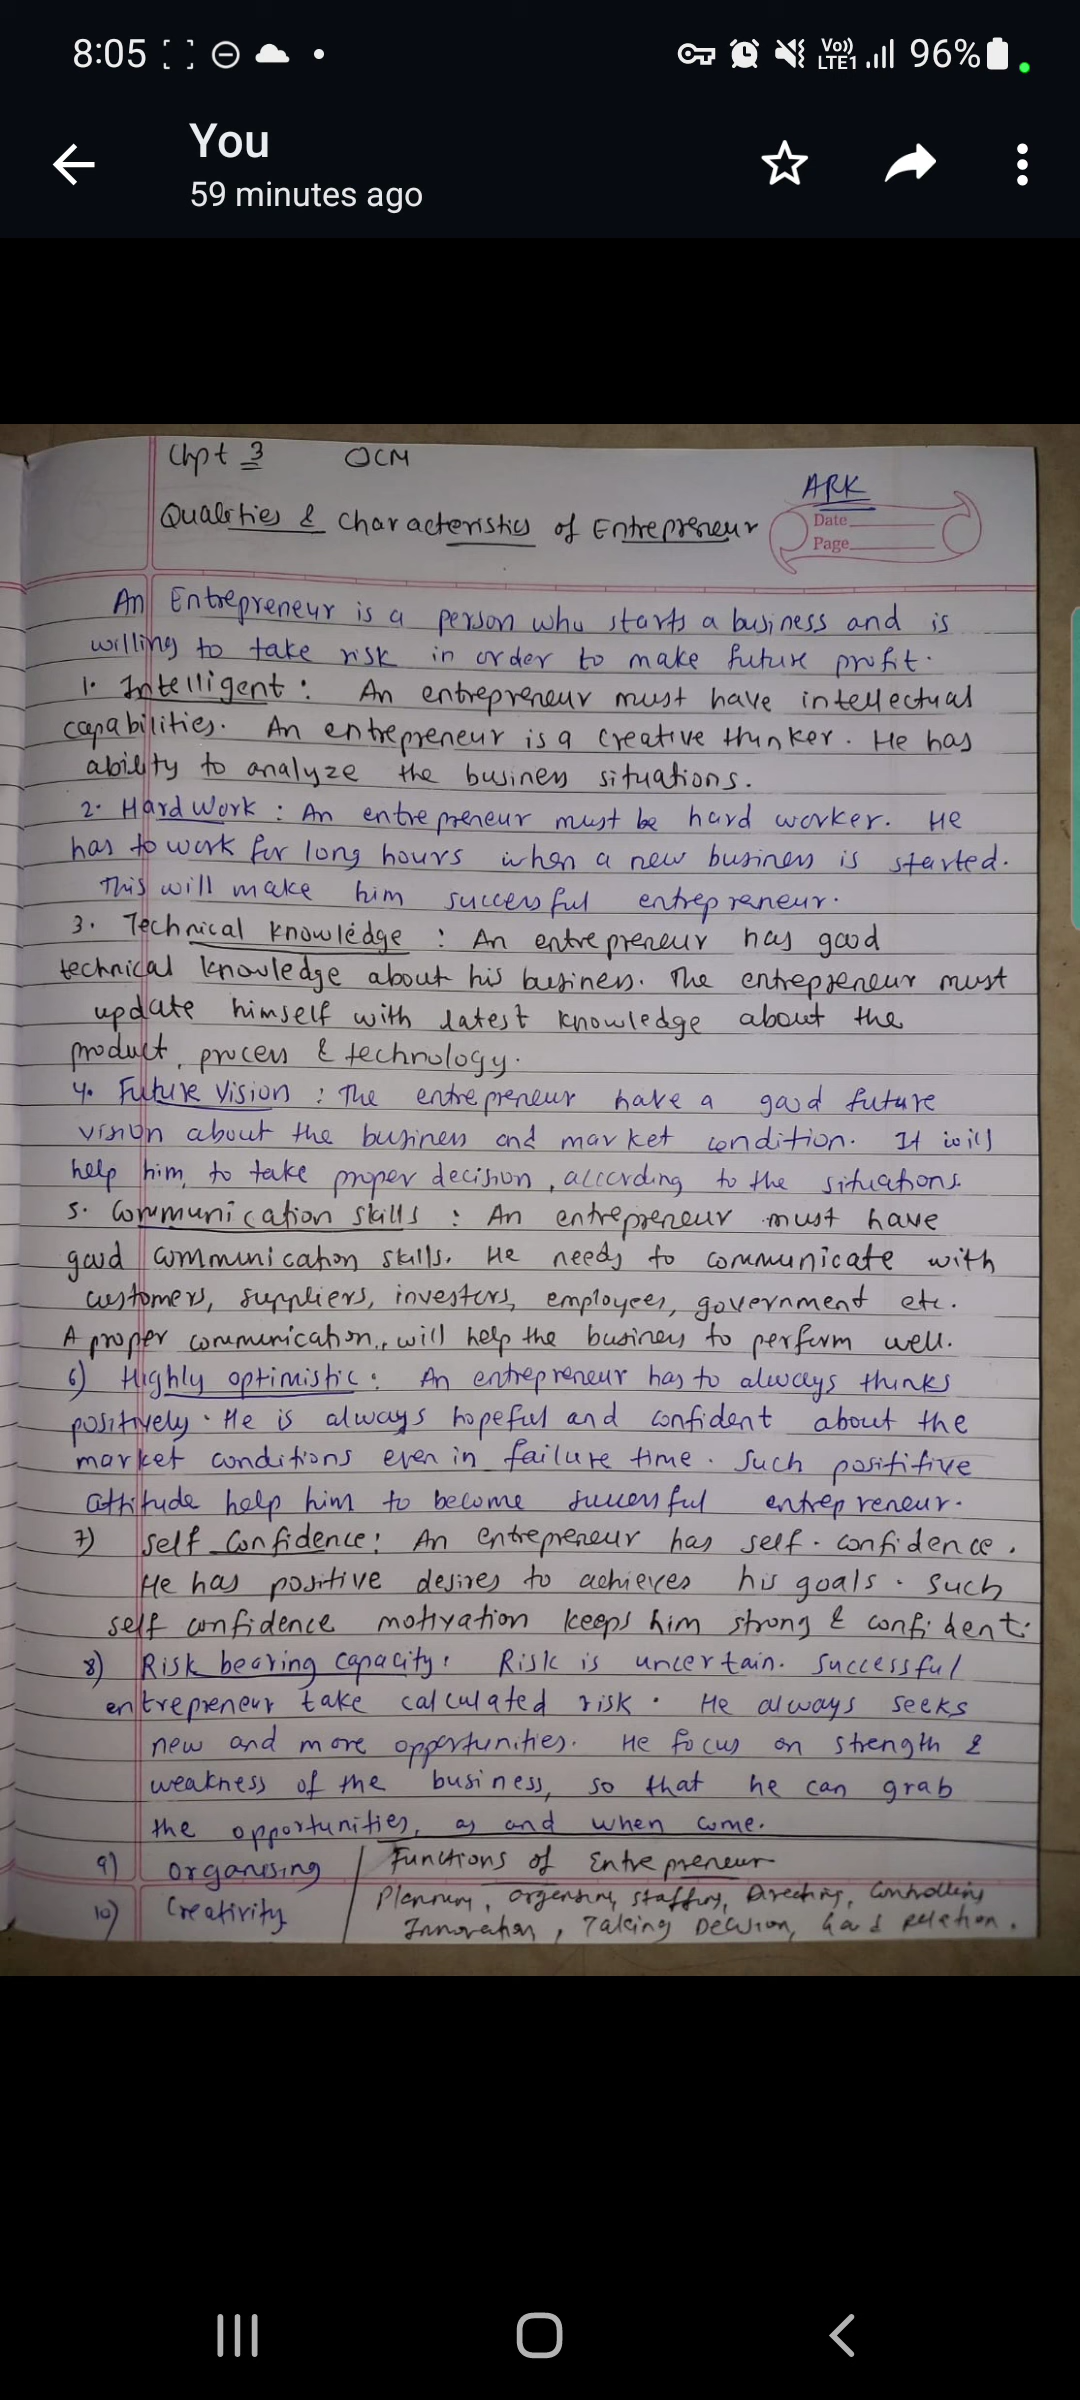 8:05
Vo))
LTE1
96%
You
59 minutes ago
Chpt 3 OCM
ARK
Qualities & Characteristics of Entrepreneur
Date
Page
An Entrepreneur is a person who starts a business and is
willing to take risk in order to make future profit.
1. Intelligent : An entrepreneur must have intellectual
capabilities. An entrepreneur is a creative thinker. He has
ability to analyze the business situations.
2. Hard Work : An entrepreneur must be hard worker. He
has to work for long hours when a new business is started.
This will make him successful entrepreneur.
3. Technical Knowledge : An entrepreneur has good
technical knowledge about his business. The entrepreneur must
update himself with latest knowledge about the
product, process & technology.
4. Future Vision : The entrepreneur have a good future
vision about the business and market condition. It will
help him, to take proper decision, according to the situations.
5. Communication skills : An entrepreneur must have
good communication skills. He needs to communicate with
customers, suppliers, investors, employees, government etc.
A proper communication, will help the business to perform well.
6) Highly optimistic : An entrepreneur has to always thinks
positively. He is always hopeful and confident about the
market conditions even in failure time. Such posititive
attitude help him to become successful entrepreneur.
7) Self Confidence : An entrepreneur has self-confidence.
He has positive desires to achieves his goals. Such
self confidence motivation keeps him strong & confident.
8) Risk bearing capacity : Risk is uncertain. Successful
entrepreneur take calculated risk. He always seeks
new and more opportunities. He focus on strength &
weakness of the business, so that he can grab
the opportunities, as and when come.
9) Organising
10) Creativity
Functions of Entrepreneur
Planning, organising, staffing, Directing, Controlling
Innovation, Taking Decision, Good Relation.